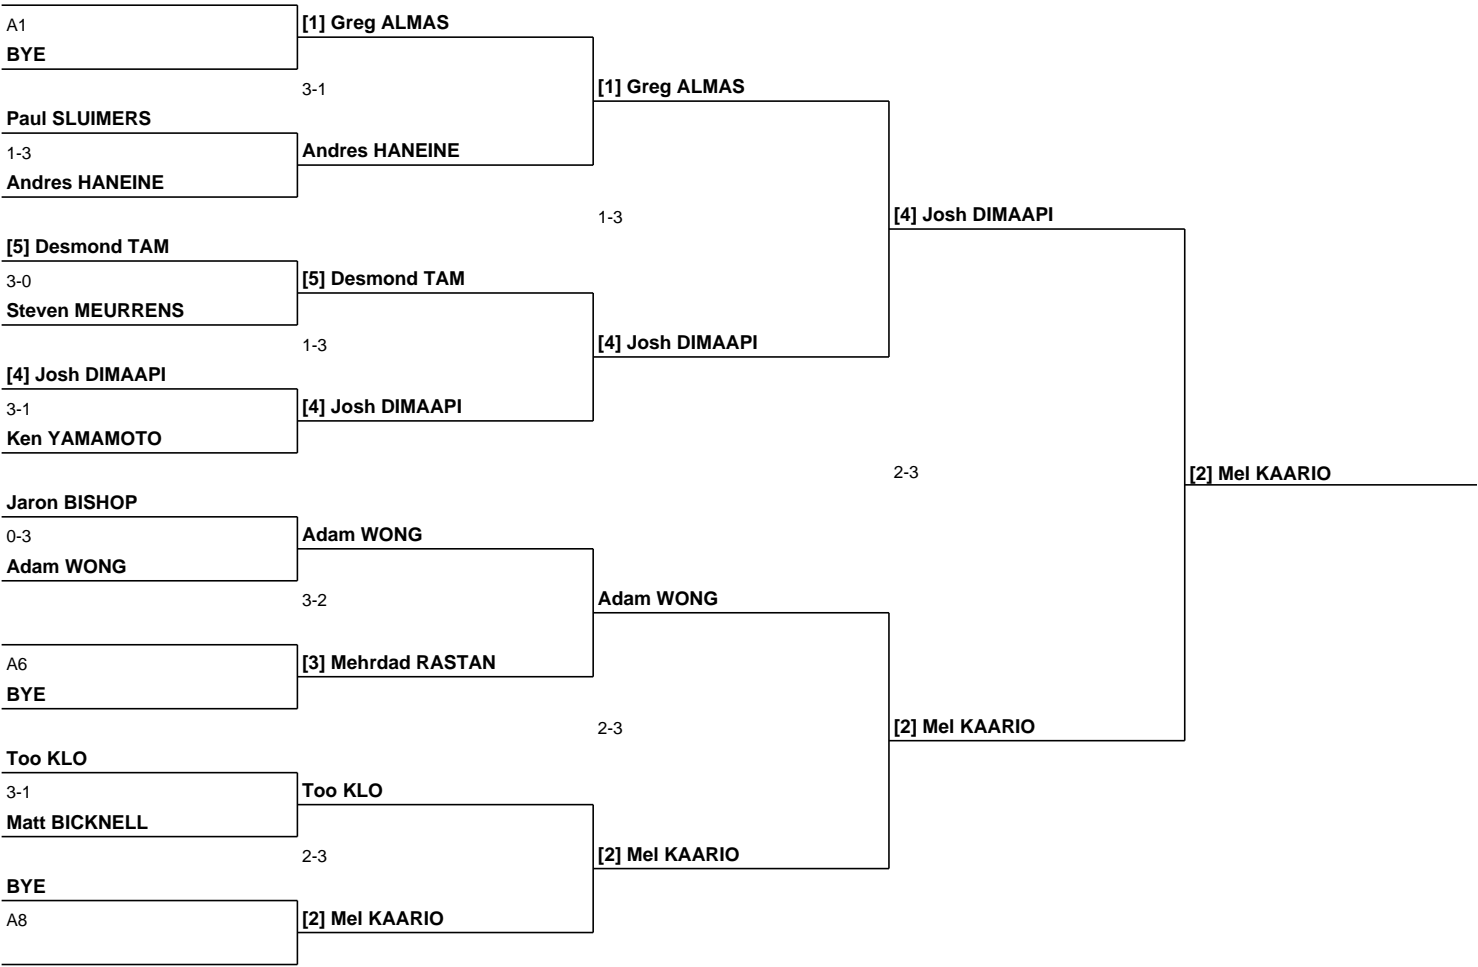 A1
BYE
Paul SLUIMERS
1-3
Andres HANEINE
[5] Desmond TAM
3-0
Steven MEURRENS
[4] Josh DIMAAPI
3-1
Ken YAMAMOTO
Jaron BISHOP
0-3
Adam WONG
A6
BYE
Too KLO
3-1
Matt BICKNELL
BYE
A8
[1] Greg ALMAS
3-1
Andres HANEINE
[5] Desmond TAM
1-3
[4] Josh DIMAAPI
Adam WONG
3-2
[3] Mehrdad RASTAN
Too KLO
2-3
[2] Mel KAARIO
[1] Greg ALMAS
1-3
[4] Josh DIMAAPI
Adam WONG
2-3
[2] Mel KAARIO
[4] Josh DIMAAPI
2-3
[2] Mel KAARIO
[2] Mel KAARIO